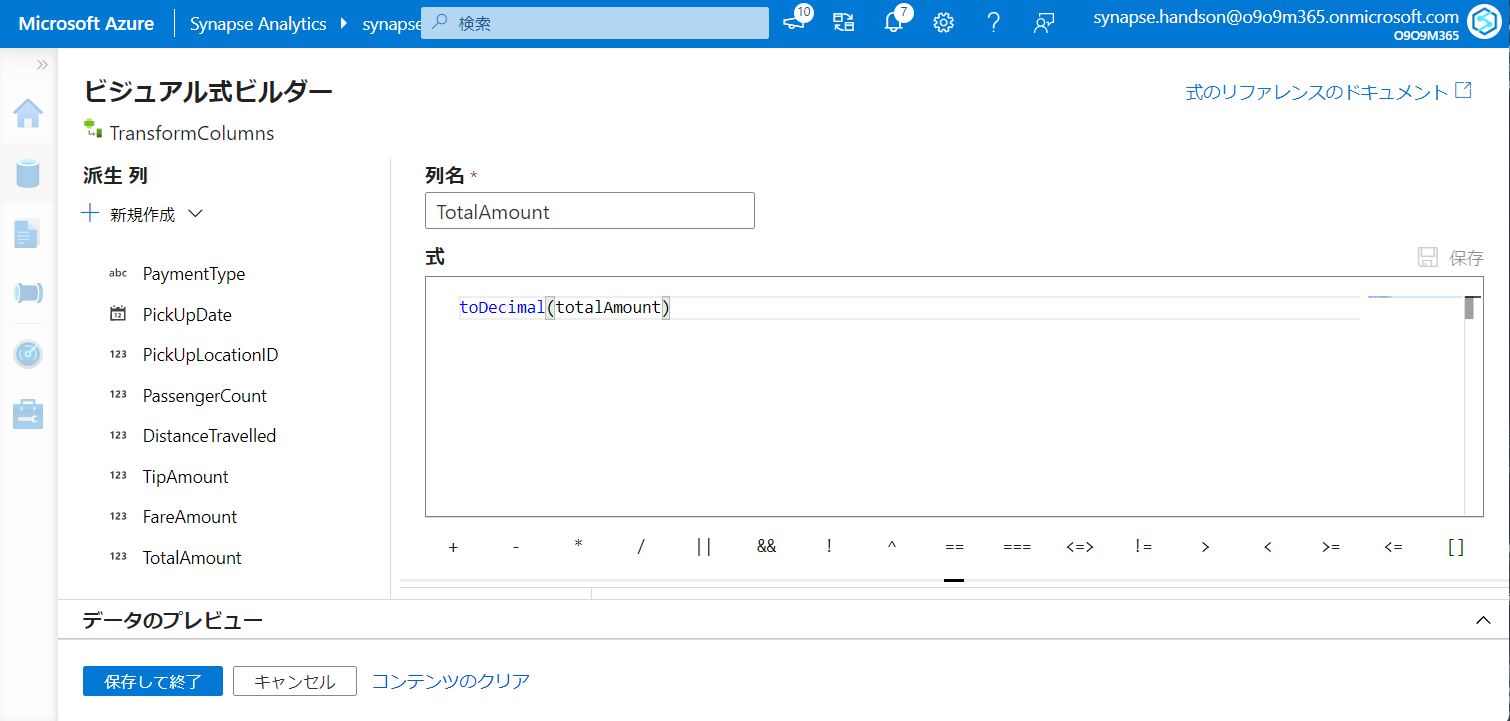 Microsoft Azure
Synapse Analytics
synapse
検索
10
7
synapse.handson@o9o9m365.onmicrosoft.com
O9O9M365
ビジュアル式ビルダー
式のリファレンスのドキュメント
TransformColumns
派生 列
新規作成
abc PaymentType
12 PickUpDate
123 PickUpLocationID
123 PassengerCount
123 DistanceTravelled
123 TipAmount
123 FareAmount
123 TotalAmount
列名 *
TotalAmount
式
保存
toDecimal(totalAmount)
+ - * / || && ! ^ == === <=> != > < >= <= []
データのプレビュー
保存して終了
キャンセル
コンテンツのクリア